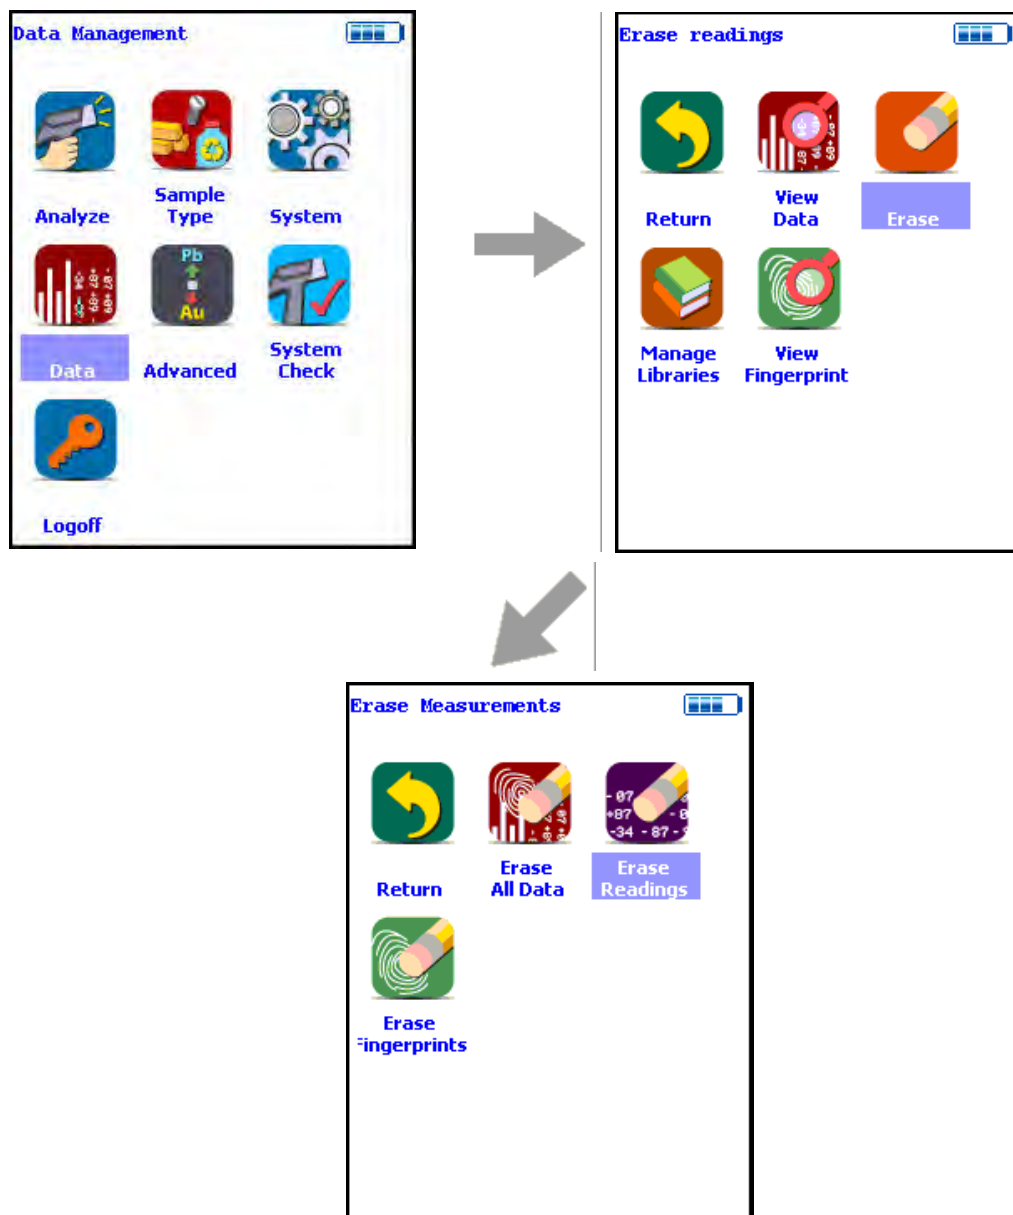 Data Management
Analyze
Sample
Type
System
Pb
Au
Data
Advanced
System
Check
Logoff
Erase readings
Return
View
Data
Erase
Manage
Libraries
View
Fingerprint
Erase Measurements
Return
Erase
All Data
Erase
Readings
Erase
Fingerprints